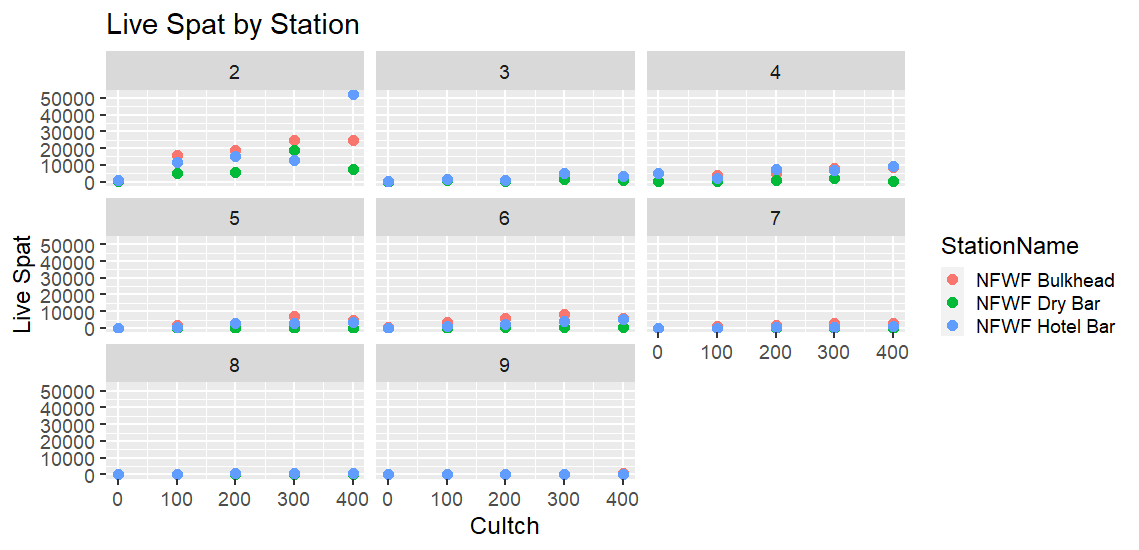 Live Spat by Station
2 3 4
50000
40000
30000
20000
10000
0
5 6 7
50000
40000
30000
20000
10000
0
0 100 200 300 400
8 9
50000
40000
30000
20000
10000
0
0 100 200 300 400 0 100 200 300 400
Live Spat
Cultch
StationName
NFWF Bulkhead
NFWF Dry Bar
NFWF Hotel Bar